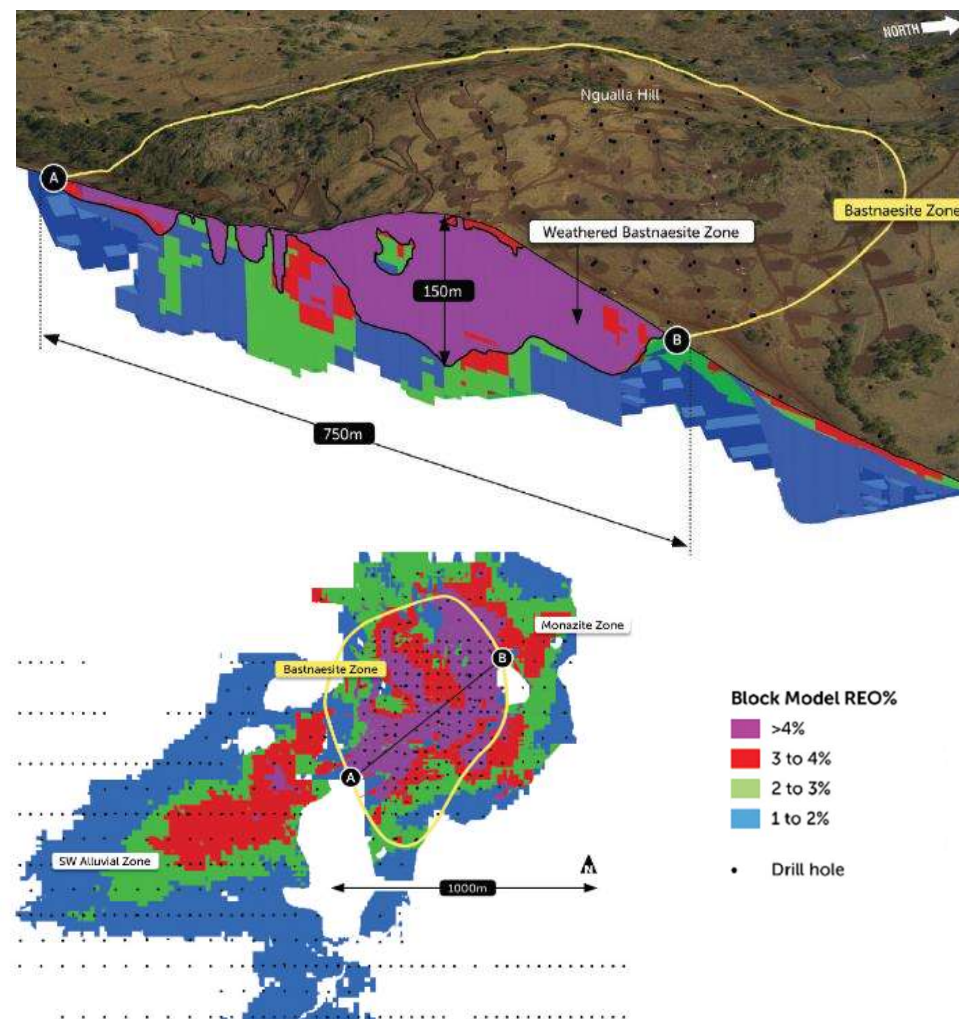 NORTH
Ngualla Hill
A
Bastnaesite Zone
Weathered Bastnaesite Zone
150m
B
750m
Monazite Zone
B
Bastnaesite Zone
A
SW Alluvial Zone
N
1000m
Block Model REO%
>4%
3 to 4%
2 to 3%
1 to 2%
Drill hole